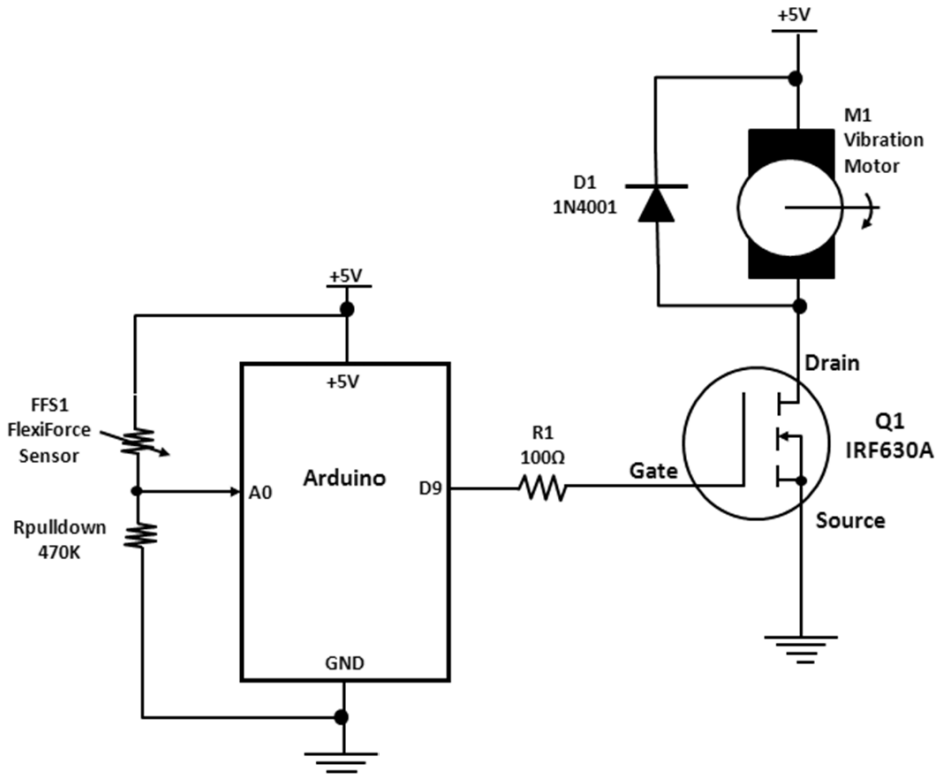 +5V
M1
Vibration
Motor
D1
1N4001
+5V
+5V
Drain
FFS1
FlexiForce
Sensor
R1
100Ω
Q1
IRF630A
Arduino
Gate
A0
D9
Rpulldown
470K
Source
GND